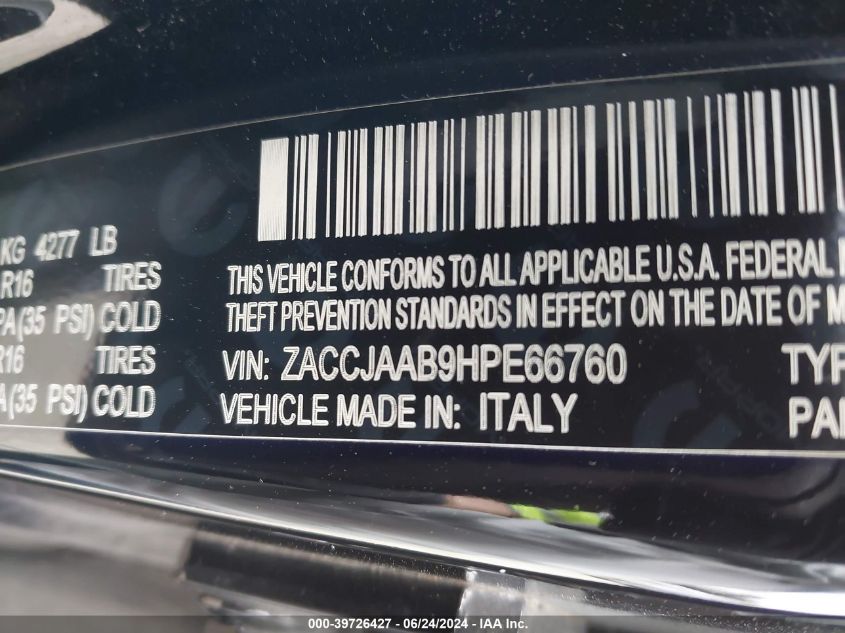 KG 4277 LB
R16 TIRES
PA(35 PSI) COLD
R16 TIRES
A(35 PSI) COLD
THIS VEHICLE CONFORMS TO ALL APPLICABLE U.S.A. FEDERAL
THEFT PREVENTION STANDARDS IN EFFECT ON THE DATE OF M
VIN: ZACCJAAB9HPE66760 TYP
VEHICLE MADE IN: ITALY PA
000-39726427 - 06/24/2024 - IAA Inc.